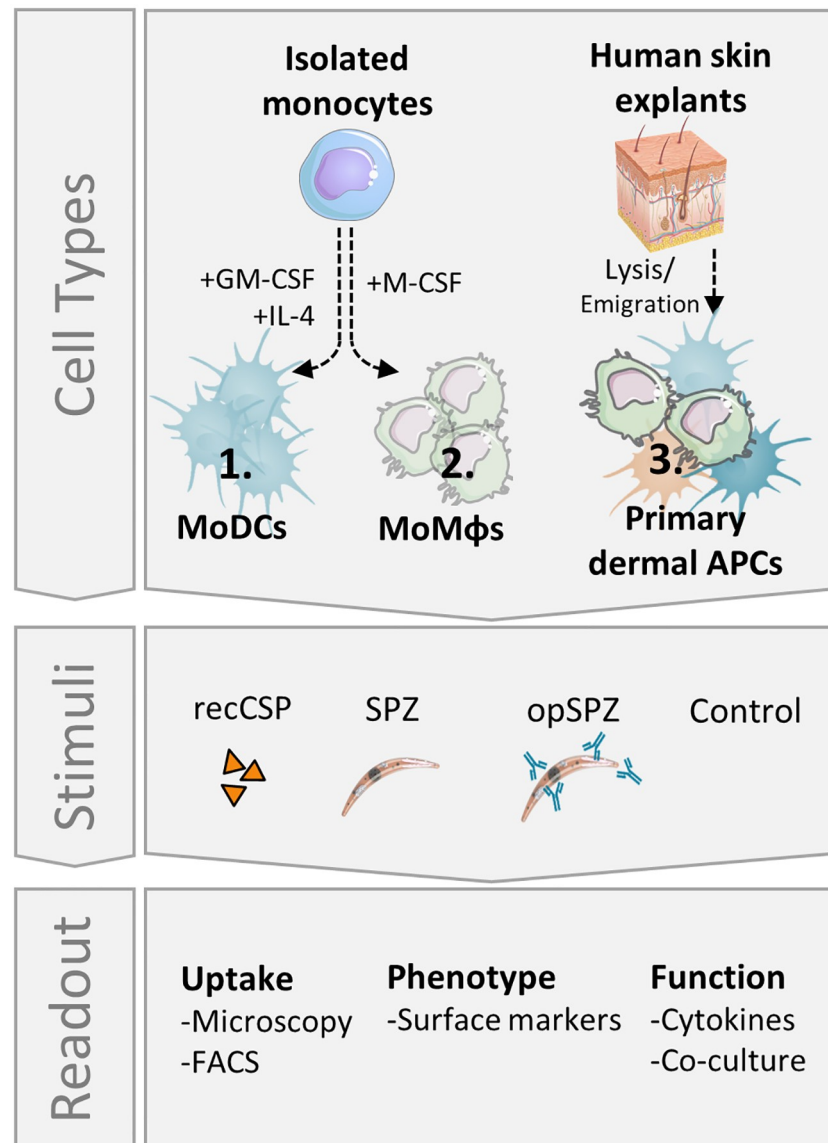 Cell Types
Isolated
monocytes
Human skin
explants
+GM-CSF
+IL-4
+M-CSF
Lysis/
Emigration
1.
MoDCs
2.
MoMϕs
3.
Primary
dermal APCs
Stimuli
recCSP
SPZ
opSPZ
Control
Readout
Uptake
-Microscopy
-FACS
Phenotype
-Surface markers
Function
-Cytokines
-Co-culture